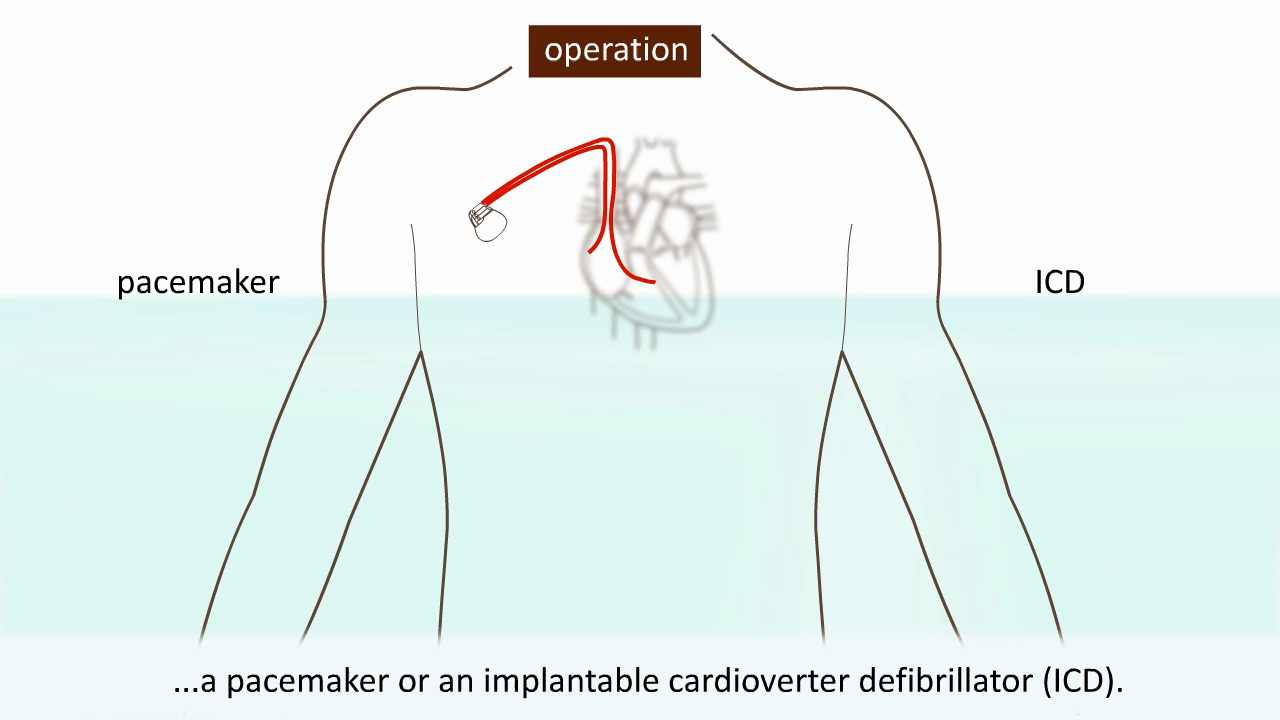 operation
pacemaker
ICD
...a pacemaker or an implantable cardioverter defibrillator (ICD).